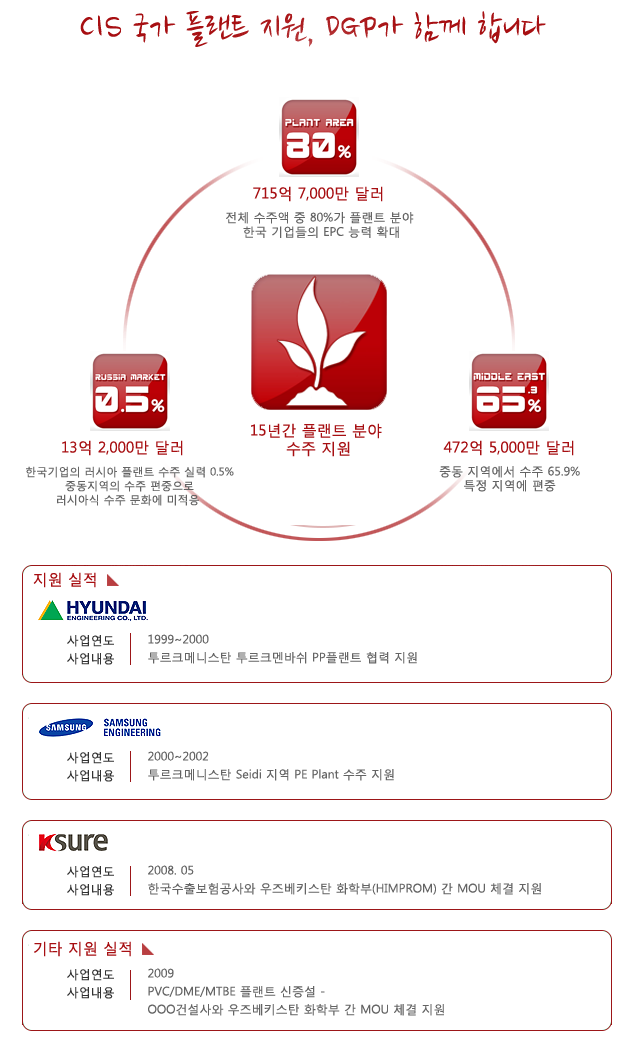 CIS 국가 플랜트 지원, DGP가 함께 합니다
PLANT AREA
80%
715억 7,000만 달러
전체 수주액 중 80%가 플랜트 분야
한국 기업들의 EPC 능력 확대
RUSSIA MARKET
0.5%
13억 2,000만 달러
한국기업의 러시아 플랜트 수주 실력 0.5%
중동지역의 수주 편중으로
러시아식 수주 문화에 미적응
15년간 플랜트 분야
수주 지원
MIDDLE EAST
65.3%
472억 5,000만 달러
중동 지역에서 수주 65.9%
특정 지역에 편중
지원 실적
HYUNDAI
ENGINEERING CO., LTD.
사업연도 1999~2000
사업내용 투르크메니스탄 투르크멘바쉬 PP플랜트 협력 지원
SAMSUNG SAMSUNG
ENGINEERING
사업연도 2000~2002
사업내용 투르크메니스탄 Seidi 지역 PE Plant 수주 지원
Ksure
사업연도 2008. 05
사업내용 한국수출보험공사와 우즈베키스탄 화학부(HIMPROM) 간 MOU 체결 지원
기타 지원 실적
사업연도 2009
사업내용 PVC/DME/MTBE 플랜트 신증설 -
OOO건설사와 우즈베키스탄 화학부 간 MOU 체결 지원